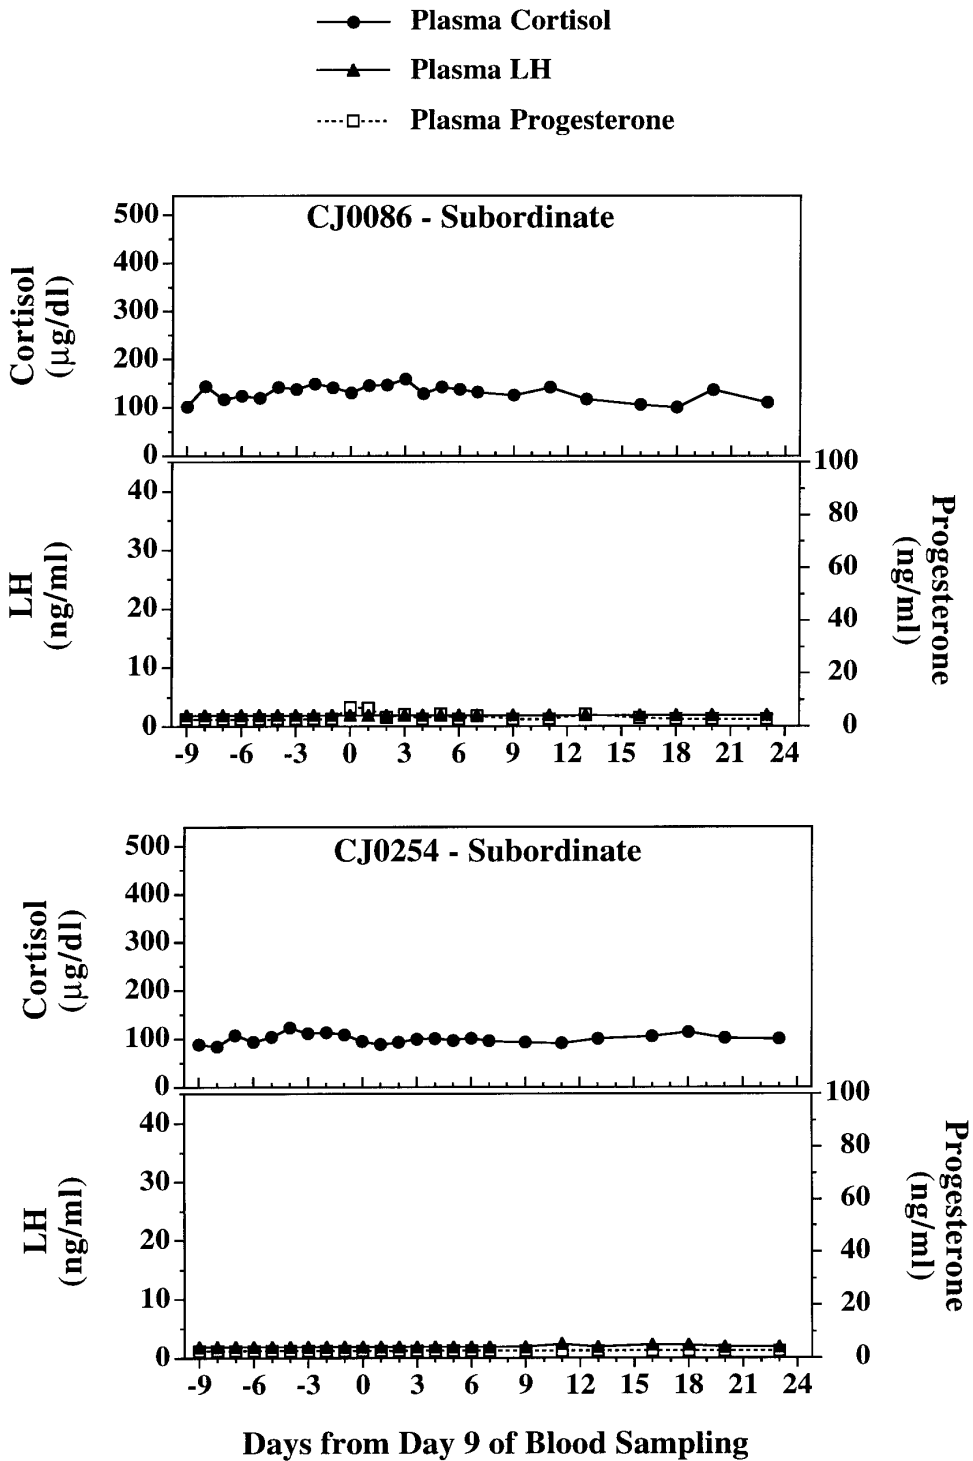 Plasma Cortisol
Plasma LH
Plasma Progesterone
CJ0086 - Subordinate
500
400
300
200
100
0
Cortisol
(μg/dl)
40
30
20
10
0
LH
(ng/ml)
100
80
60
40
20
0
Progesterone
(ng/ml)
-9 -6 -3 0 3 6 9 12 15 18 21 24
CJ0254 - Subordinate
500
400
300
200
100
0
Cortisol
(μg/dl)
40
30
20
10
0
LH
(ng/ml)
100
80
60
40
20
0
Progesterone
(ng/ml)
-9 -6 -3 0 3 6 9 12 15 18 21 24
Days from Day 9 of Blood Sampling